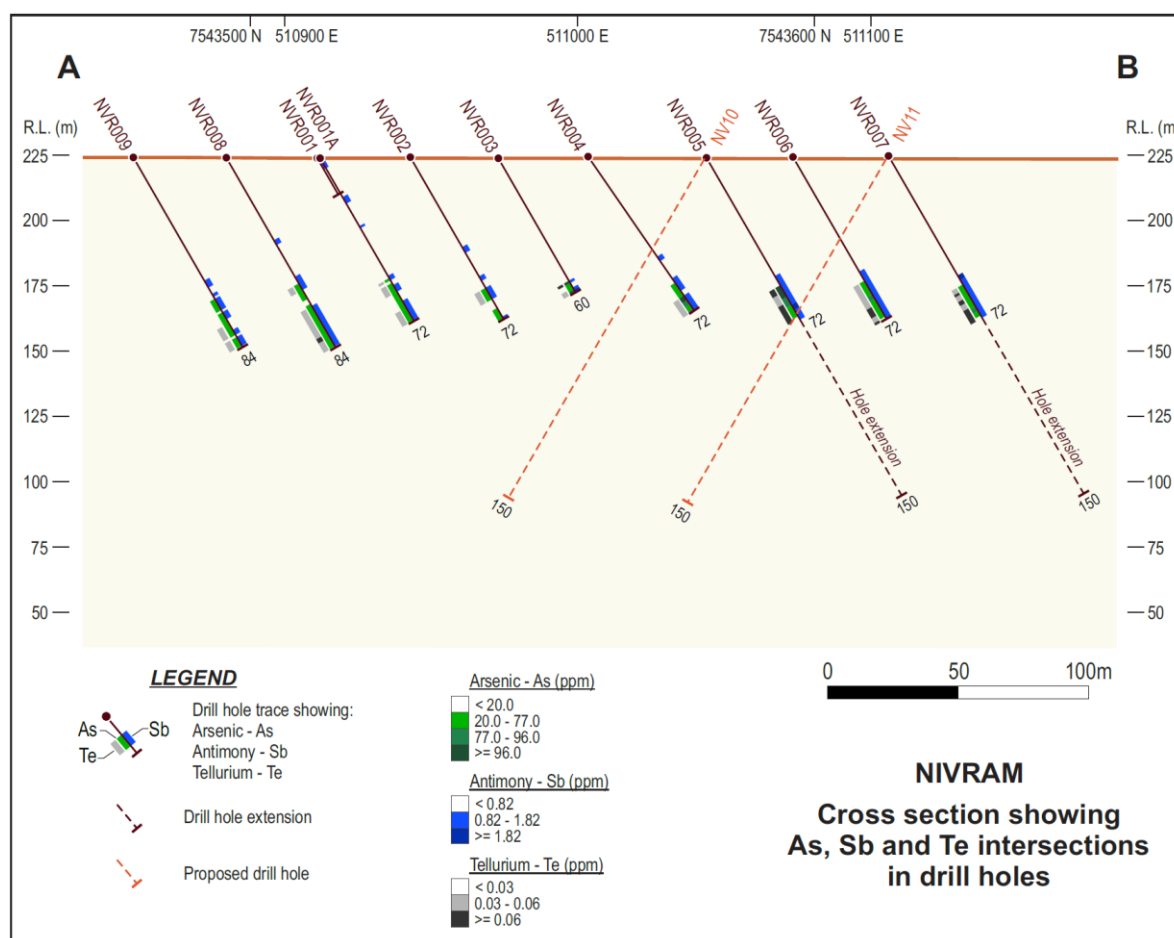 7543500 N 510900 E 511000 E 7543600 N 511100 E
A B
R.L. (m) R.L. (m
NVR009 NVR008 NVR001 NVR001A NVR002 NVR003 NVR004 NVR005 NV10 NVR006 NVR007 NV11
225 225
200 200
175 175
150 150
125 125
100 100
75 75
50 50
84 84 72 72 60 72 72 72 72
Hole extension Hole extension
150 150 150 150
LEGEND
As Sb
Te
Drill hole trace showing:
Arsenic - As
Antimony - Sb
Tellurium - Te
Drill hole extension
Proposed drill hole
Arsenic - As (ppm)
< 20.0
20.0 - 77.0
77.0 - 96.0
>= 96.0
Antimony - Sb (ppm)
< 0.82
0.82 - 1.82
>= 1.82
Tellurium - Te (ppm)
< 0.03
0.03 - 0.06
>= 0.06
0 50 100m
NIVRAM
Cross section showing
As, Sb and Te intersections
in drill holes